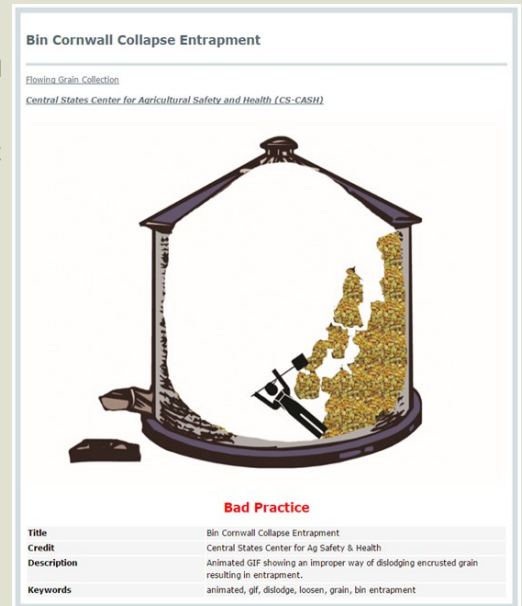 Bin Cornwall Collapse Entrapment
Flowing Grain Collection
Central States Center for Agricultural Safety and Health (CS-CASH)
Bad Practice
Title Bin Cornwall Collapse Entrapment
Credit Central States Center for Ag Safety & Health
Description Animated GIF showing an improper way of dislodging encrusted grain
resulting in entrapment.
Keywords animated, gif, dislodge, loosen, grain, bin entrapment